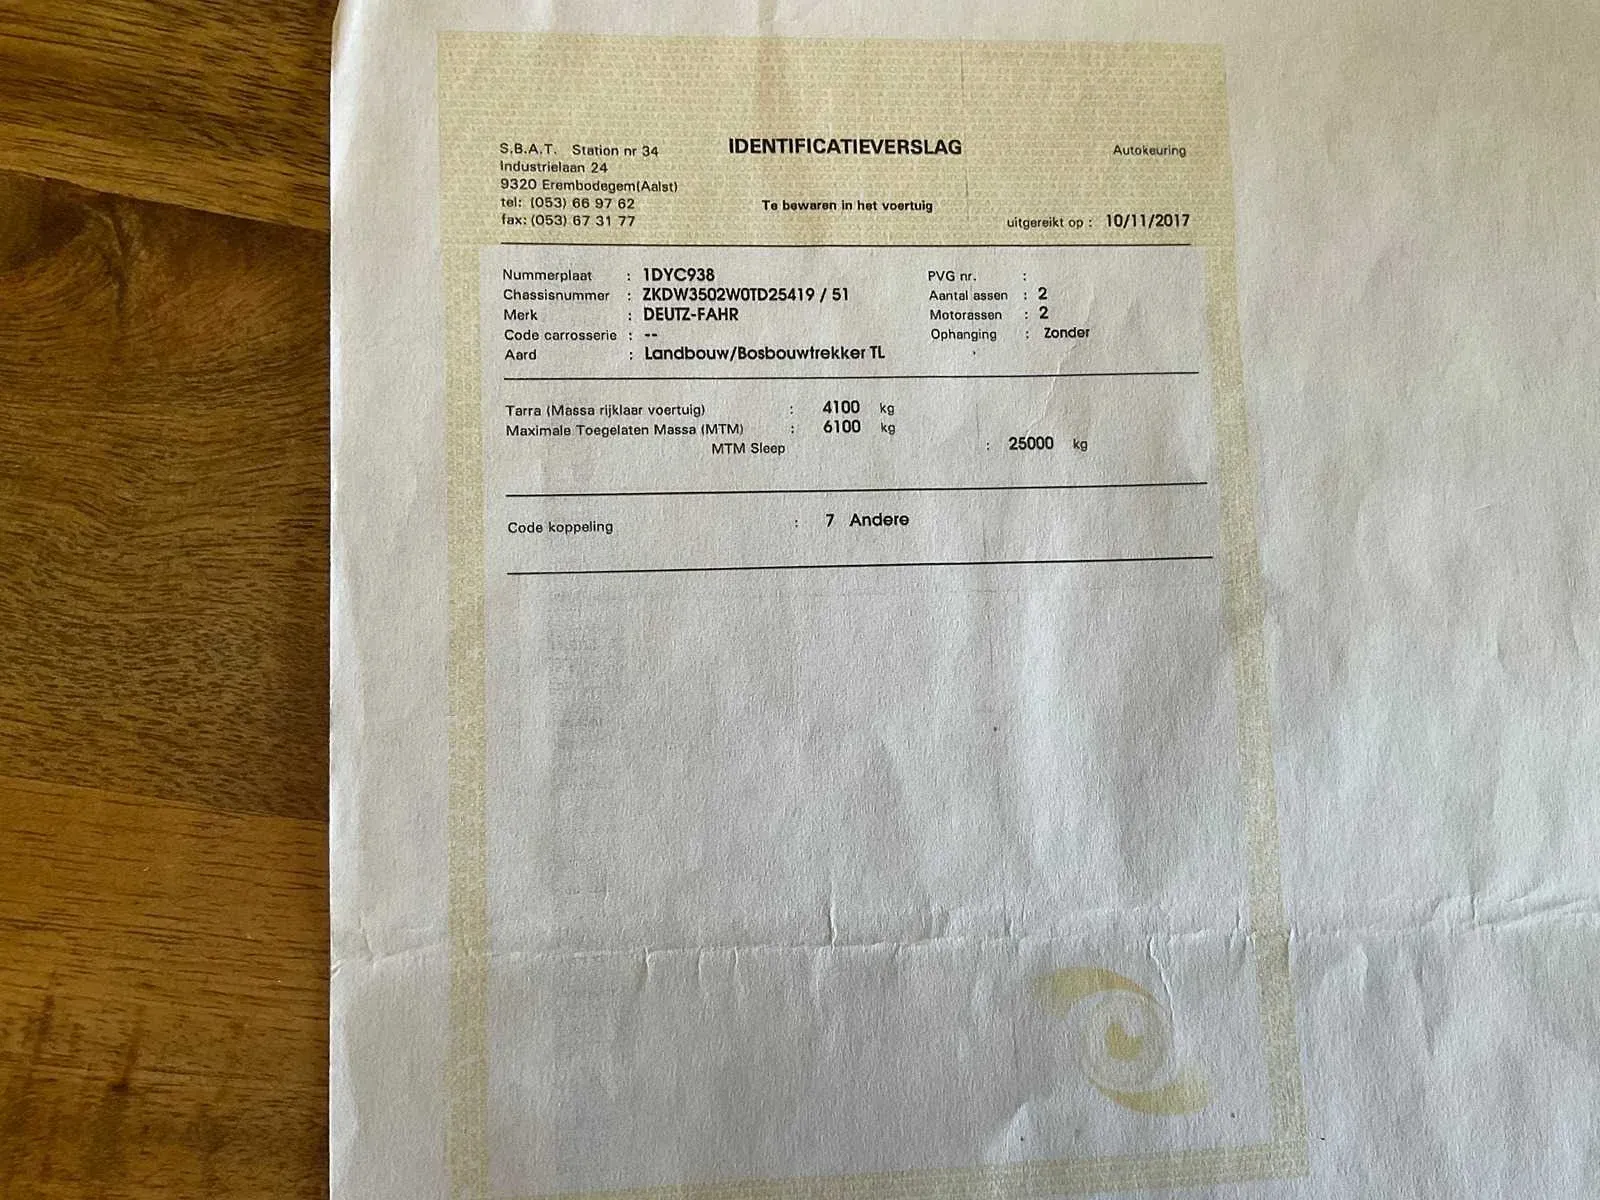 S.B.A.T. Station nr 34
Industrielaan 24
9320 Erembodegem(Aalst)
tel: (053) 66 97 62
fax: (053) 67 31 77
IDENTIFICATIEVERSLAG
Te bewaren in het voertuig
Autokeuring
uitgereikt op : 10/11/2017
Nummerplaat : 1DYC938
Chassisnummer : ZKDW3502W0TD25419 / 51
Merk : DEUTZ-FAHR
Code carrosserie : --
Aard : Landbouw/Bosbouwtrekker TL
PVG nr. :
Aantal assen : 2
Motorassen : 2
Ophanging : Zonder
Tarra (Massa rijklaar voertuig) : 4100 kg
Maximale Toegelaten Massa (MTM) : 6100 kg
MTM Sleep : 25000 kg
Code koppeling : 7 Andere